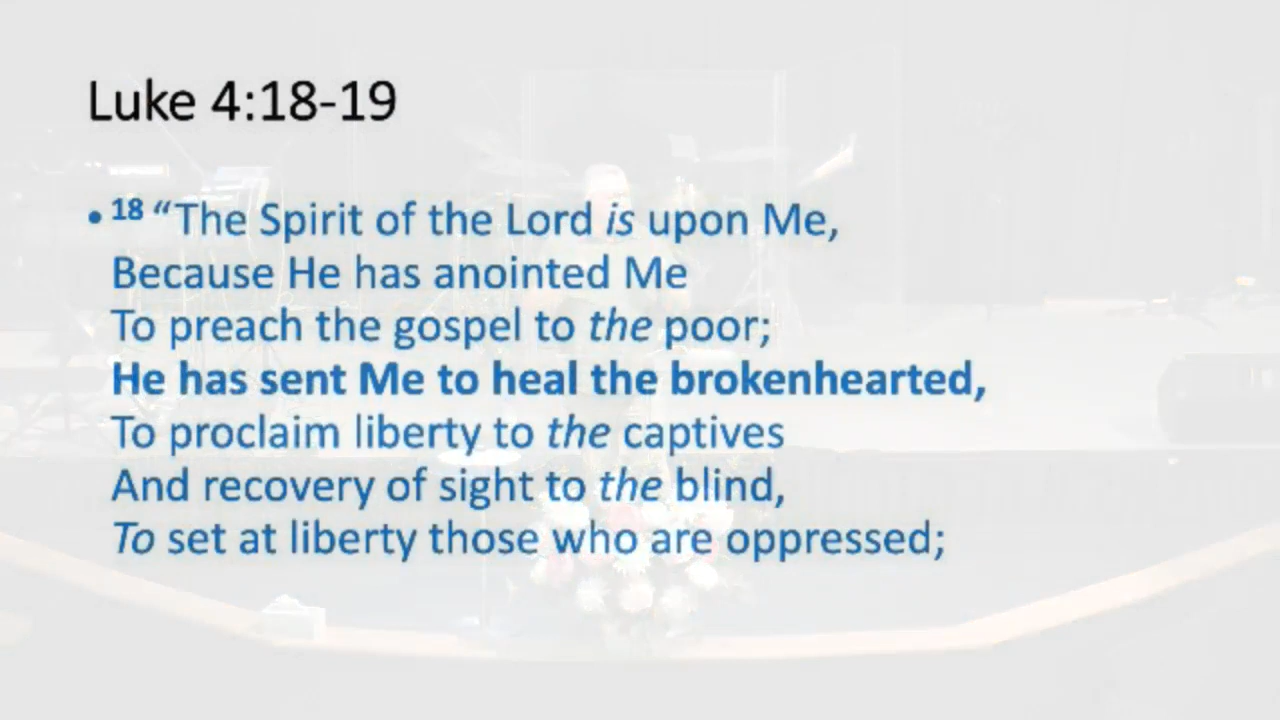 Luke 4:18-19
• 18 “The Spirit of the Lord is upon Me,
Because He has anointed Me
To preach the gospel to the poor;
He has sent Me to heal the brokenhearted,
To proclaim liberty to the captives
And recovery of sight to the blind,
To set at liberty those who are oppressed;